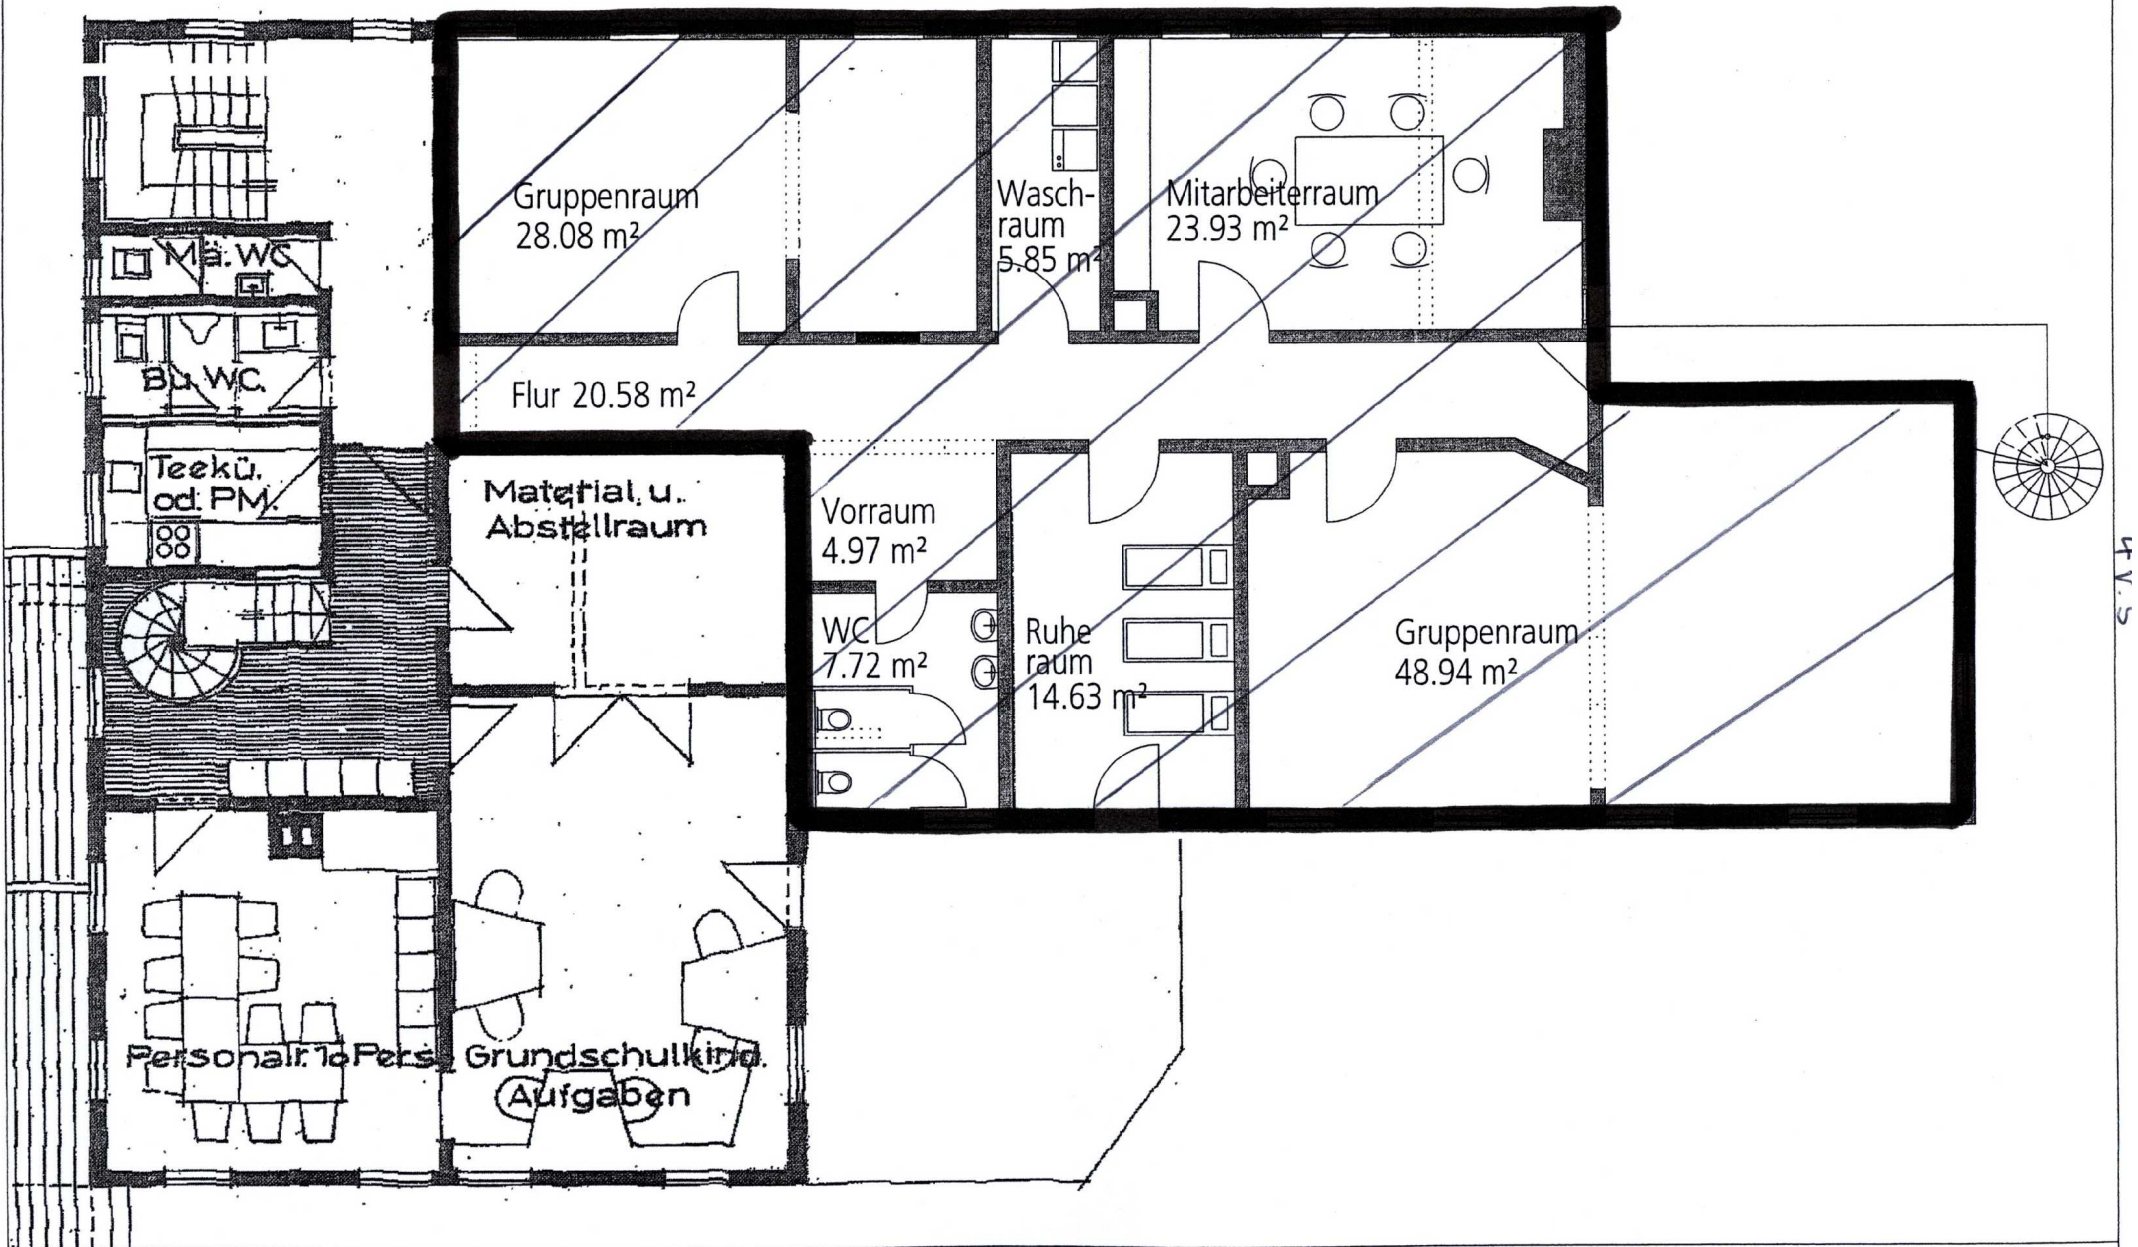 Gruppenraum
28.08 m²
Wasch-
raum
5.85 m²
Mitarbeiterraum
23.93 m²
Mä. WC
Bu. WC.
Flur 20.58 m²
Teekü.
od. PM.
Material. u.
Abstellraum
Vorraum
4.97 m²
WC
7.72 m²
Ruhe
raum
14.63 m²
Gruppenraum
48.94 m²
Personalr. 10 Pers.
Grundschulkind.
Aufgaben